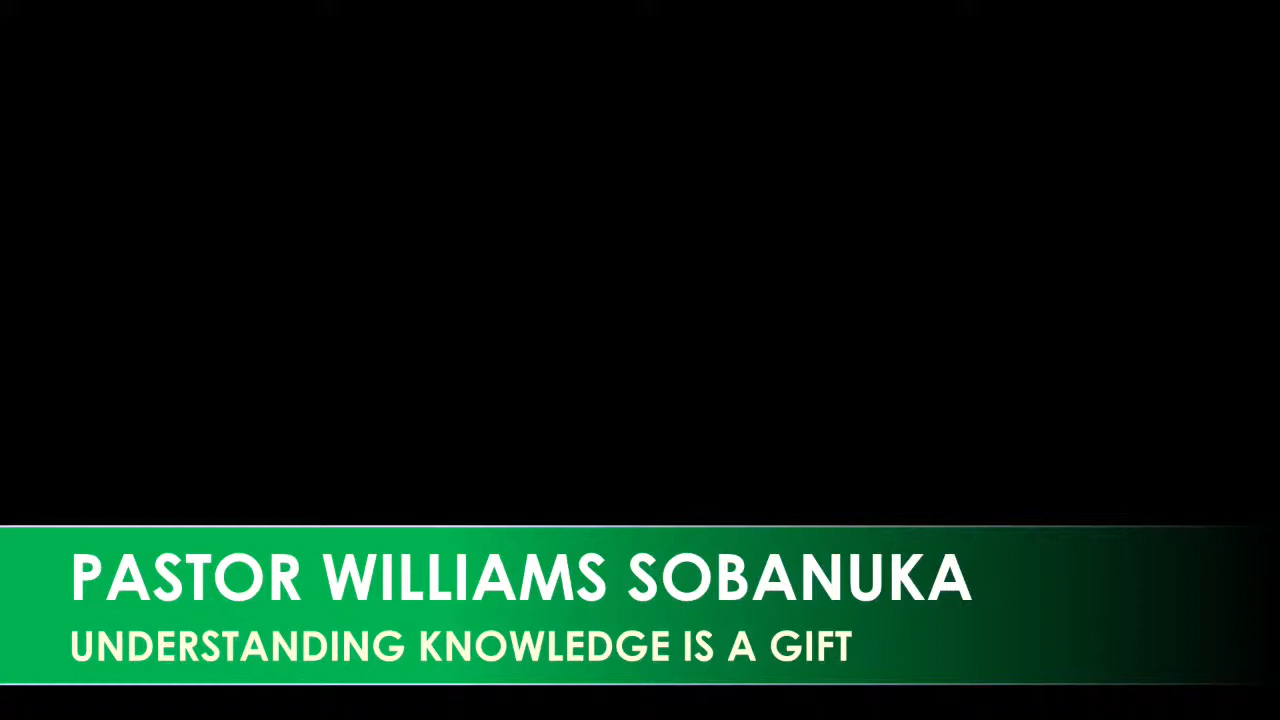 PASTOR WILLIAMS SOBANUKA
UNDERSTANDING KNOWLEDGE IS A GIFT